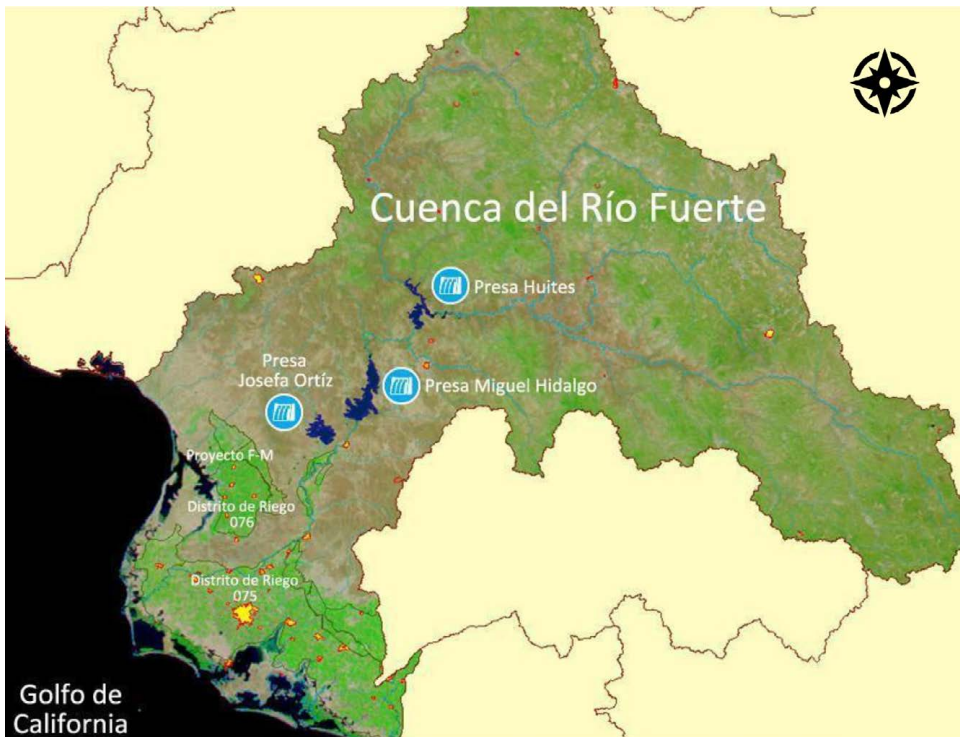 Cuenca del Río Fuerte
Presa Huites
Presa
Josefa Ortíz
Presa Miguel Hidalgo
Proyecto F-M
Distrito de Riego
076
Distrito de Riego
075
Golfo de
California